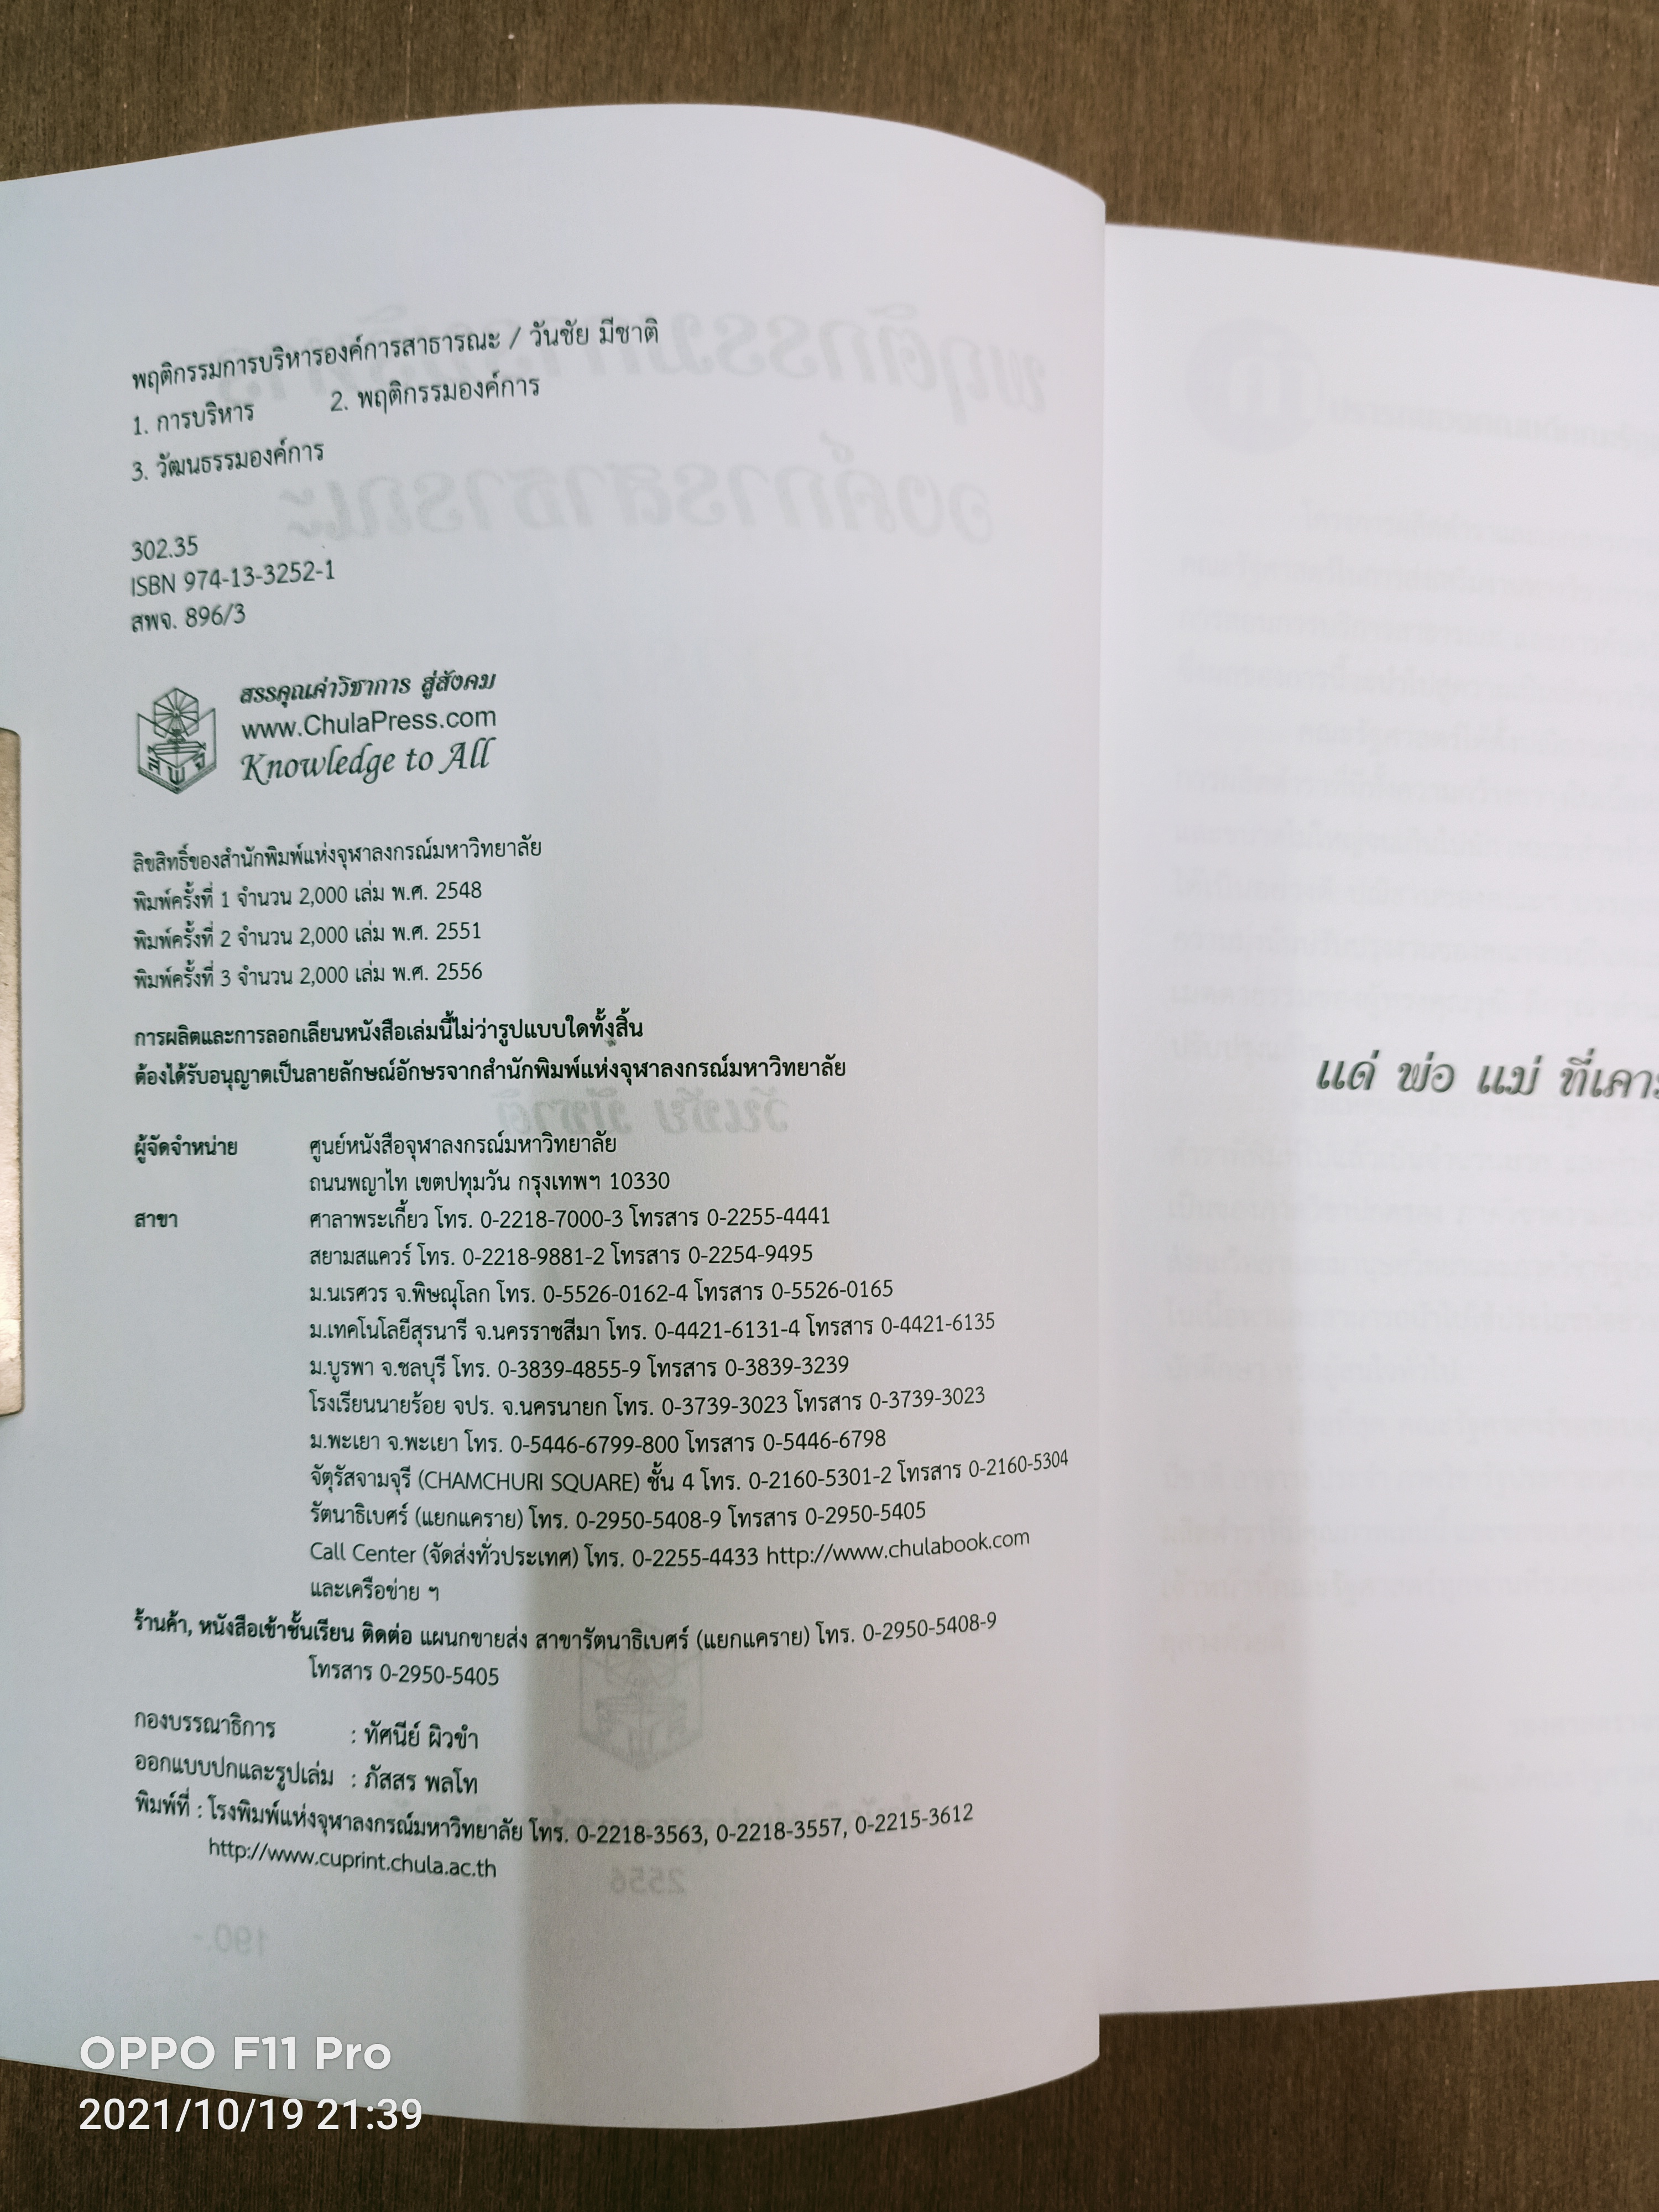 พฤติกรรมการบริหารองค์การสาธารณะ / วันชัย มีชาติ
1. การบริหาร 2. พฤติกรรมองค์การ
3. วัฒนธรรมองค์การ
302.35
ISBN 974-13-3252-1
สพจ. 896/3
สพจ
สรรคุณค่าวิชาการ สู่สังคม
www.ChulaPress.com
Knowledge to All
ลิขสิทธิ์ของสำนักพิมพ์แห่งจุฬาลงกรณ์มหาวิทยาลัย
พิมพ์ครั้งที่ 1 จำนวน 2,000 เล่ม พ.ศ. 2548
พิมพ์ครั้งที่ 2 จำนวน 2,000 เล่ม พ.ศ. 2551
พิมพ์ครั้งที่ 3 จำนวน 2,000 เล่ม พ.ศ. 2556
การผลิตและการลอกเลียนหนังสือเล่มนี้ไม่ว่ารูปแบบใดทั้งสิ้น
ต้องได้รับอนุญาตเป็นลายลักษณ์อักษรจากสำนักพิมพ์แห่งจุฬาลงกรณ์มหาวิทยาลัย
ผู้จัดจำหน่าย ศูนย์หนังสือจุฬาลงกรณ์มหาวิทยาลัย
ถนนพญาไท เขตปทุมวัน กรุงเทพฯ 10330
สาขา ศาลาพระเกี้ยว โทร. 0-2218-7000-3 โทรสาร 0-2255-4441
สยามสแควร์ โทร. 0-2218-9881-2 โทรสาร 0-2254-9495
ม.นเรศวร จ.พิษณุโลก โทร. 0-5526-0162-4 โทรสาร 0-5526-0165
ม.เทคโนโลยีสุรนารี จ.นครราชสีมา โทร. 0-4421-6131-4 โทรสาร 0-4421-6135
ม.บูรพา จ.ชลบุรี โทร. 0-3839-4855-9 โทรสาร 0-3839-3239
โรงเรียนนายร้อย จปร. จ.นครนายก โทร. 0-3739-3023 โทรสาร 0-3739-3023
ม.พะเยา จ.พะเยา โทร. 0-5446-6799-800 โทรสาร 0-5446-6798
จัตุรัสจามจุรี (CHAMCHURI SQUARE) ชั้น 4 โทร. 0-2160-5301-2 โทรสาร 0-2160-5304
รัตนาธิเบศร์ (แยกแคราย) โทร. 0-2950-5408-9 โทรสาร 0-2950-5405
Call Center (จัดส่งทั่วประเทศ) โทร. 0-2255-4433 http://www.chulabook.com
และเครือข่าย ฯ
ร้านค้า, หนังสือเข้าชั้นเรียน ติดต่อ แผนกขายส่ง สาขารัตนาธิเบศร์ (แยกแคราย) โทร. 0-2950-5408-9
โทรสาร 0-2950-5405
กองบรรณาธิการ : ทัศนีย์ ผิวขำ
ออกแบบปกและรูปเล่ม : ภัสสร พลโท
พิมพ์ที่ : โรงพิมพ์แห่งจุฬาลงกรณ์มหาวิทยาลัย โทร. 0-2218-3563, 0-2218-3557, 0-2215-3612
http://www.cuprint.chula.ac.th
2556
190.-
แด่ พ่อ แม่
OPPO F11 Pro
2021/10/19 21:39